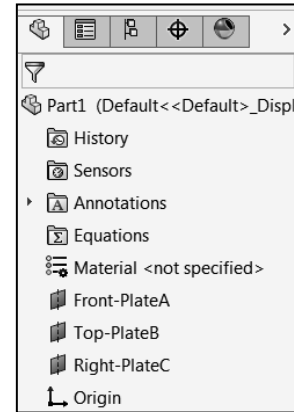 Part1 (Default<<Default>_Displ
History
Sensors
Annotations
Equations
Material <not specified>
Front-PlateA
Top-PlateB
Right-PlateC
Origin